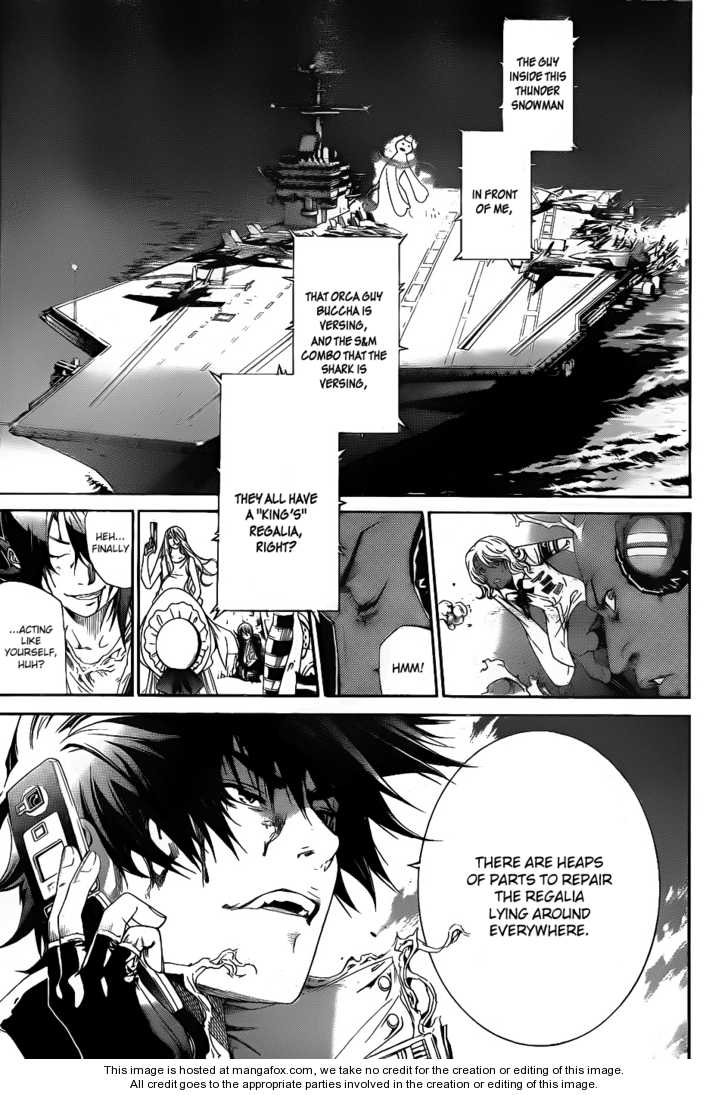 THE GUY
INSIDE THIS
THUNDER
SNOWMAN
IN FRONT
OF ME,
THAT ORCA GUY
BUCCHA IS
VERSING,
AND THE S&M
COMBO THAT THE
SHARK IS
VERSING,
THEY ALL HAVE
A "KING'S"
REGALIA,
RIGHT?
HMM!
HEH...
FINALLY
...ACTING
LIKE
YOURSELF,
HUH?
THERE ARE HEAPS
OF PARTS TO REPAIR
THE REGALIA
LYING AROUND
EVERYWHERE.
This image is hosted at mangafox.com, we take no credit for the creation or editing of this image.
All credit goes to the appropriate parties involved in the creation or editing of this image.